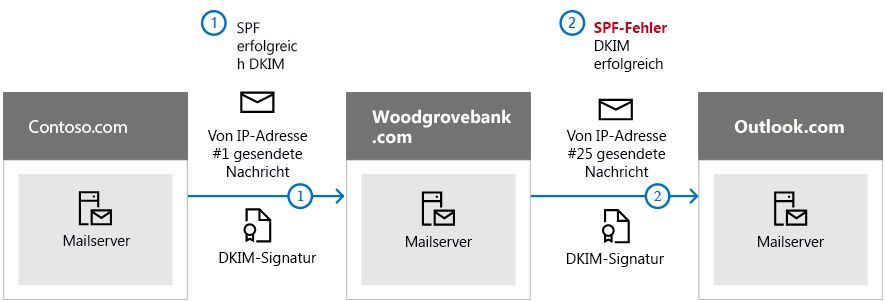 1
SPF
erfolgreic
h DKIM
2
SPF-Fehler
DKIM
erfolgreich
Contoso.com
Von IP-Adresse
#1 gesendete
Nachricht
Woodgrovebank
.com
Von IP-Adresse
#25 gesendete
Nachricht
Outlook.com
Mailserver
1
DKIM-Signatur
Mailserver
2
DKIM-Signatur
Mailserver